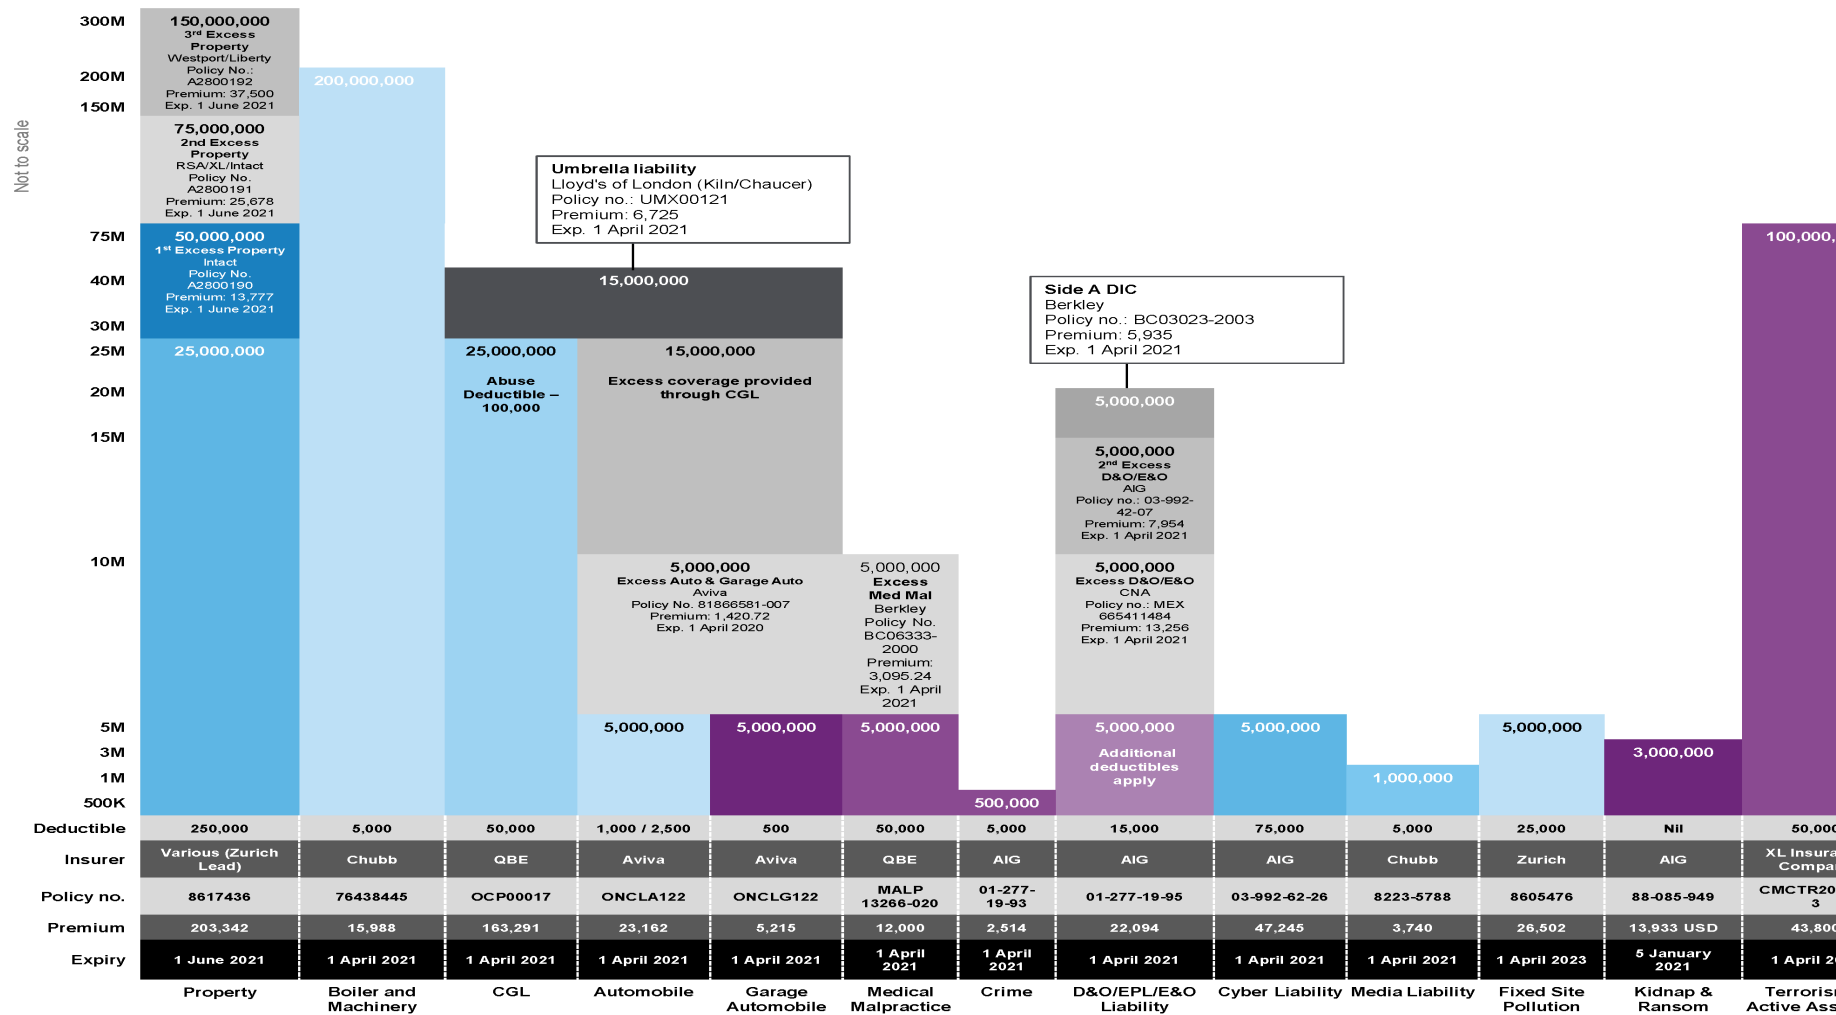 Not to scale
300M
200M
150M
75M
40M
30M
25M
20M
15M
10M
5M
3M
1M
500K
150,000,000
3rd Excess
Property
Westport/Liberty
Policy No.:
A2800192
Premium: 37,500
Exp. 1 June 2021
75,000,000
2nd Excess
Property
RSA/XL/Intact
Policy No.
A2800191
Premium: 25,678
Exp. 1 June 2021
50,000,000
1st Excess Property
Intact
Policy No.
A2800190
Premium: 13,777
Exp. 1 June 2021
25,000,000
200,000,000
Umbrella liability
Lloyd's of London (Kiln/Chaucer)
Policy no.: UMX00121
Premium: 6,725
Exp. 1 April 2021
15,000,000
25,000,000
Abuse
Deductible –
100,000
15,000,000
Excess coverage provided
through CGL
5,000,000
Excess Auto & Garage Auto
Aviva
Policy No. 81866581-007
Premium: 1,420.72
Exp. 1 April 2020
5,000,000
5,000,000
5,000,000
Excess
Med Mal
Berkley
Policy No.
BC06333-
2000
Premium:
3,095.24
Exp. 1 April
2021
5,000,000
500,000
Side A DIC
Berkley
Policy no.: BC03023-2003
Premium: 5,935
Exp. 1 April 2021
5,000,000
5,000,000
2nd Excess
D&O/E&O
AIG
Policy no.: 03-992-
42-07
Premium: 7,954
Exp. 1 April 2021
5,000,000
Excess D&O/E&O
CNA
Policy no.: MEX
665411484
Premium: 13,256
Exp. 1 April 2021
5,000,000
Additional
deductibles
apply
5,000,000
1,000,000
5,000,000
3,000,000
100,000,
Deductible 250,000 5,000 50,000 1,000 / 2,500 500 50,000 5,000 15,000 75,000 5,000 25,000 Nil 50,00
Insurer Various (Zurich Lead) Chubb QBE Aviva Aviva QBE AIG AIG AIG Chubb Zurich AIG XL Insura Compa
Policy no. 8617436 76438445 OCP00017 ONCLA122 ONCLG122 MALP 13266-020 01-277-19-93 01-277-19-95 03-992-62-26 8223-5788 8605476 88-085-949 CMCTR20 3
Premium 203,342 15,988 163,291 23,162 5,215 12,000 2,514 22,094 47,245 3,740 26,502 13,933 USD 43,800
Expiry 1 June 2021 1 April 2021 1 April 2021 1 April 2021 1 April 2021 1 April 2021 1 April 2021 1 April 2021 1 April 2021 1 April 2021 1 April 2023 5 January 2021 1 April 20
Property Boiler and Machinery CGL Automobile Garage Automobile Medical Malpractice Crime D&O/EPL/E&O Liability Cyber Liability Media Liability Fixed Site Pollution Kidnap & Ransom Terroris Active Ass